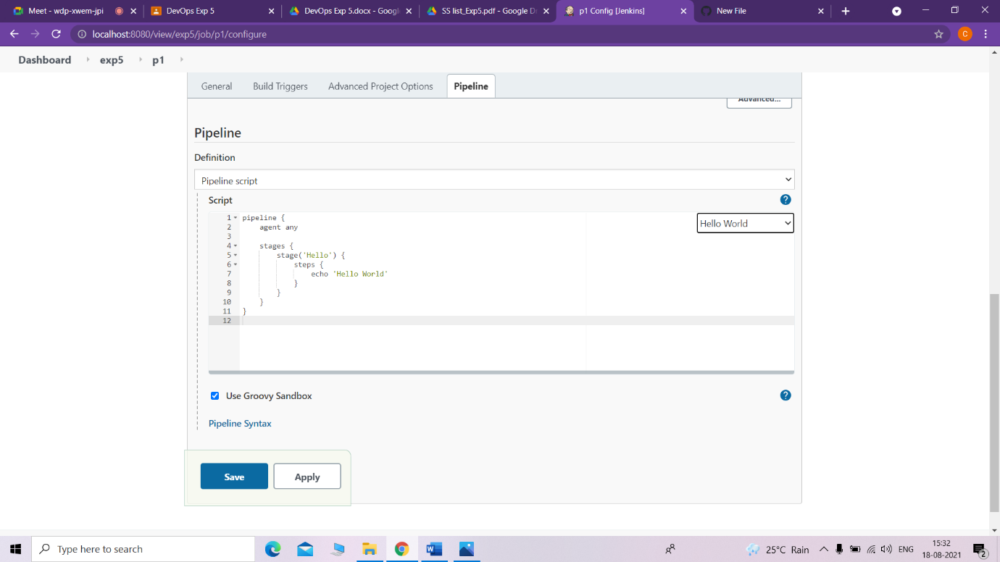 Meet - wdp-xwem-jpi
DevOps Exp 5
DevOps Exp 5.docx - Googl
SS list_Exp5.pdf - Google Dr
p1 Config [Jenkins]
New File
localhost:8080/view/exp5/job/p1/configure
C
Dashboard exp5 p1
General Build Triggers Advanced Project Options Pipeline
Advanced...
Pipeline
Definition
Pipeline script
Script
?
Hello World
1 pipeline {
2     agent any
3
4     stages {
5         stage('Hello') {
6             steps {
7                 echo 'Hello World'
8             }
9         }
10     }
11 }
12
Use Groovy Sandbox
?
Pipeline Syntax
Save Apply
Type here to search
W
25°C Rain
ENG
15:32
18-08-2021
2